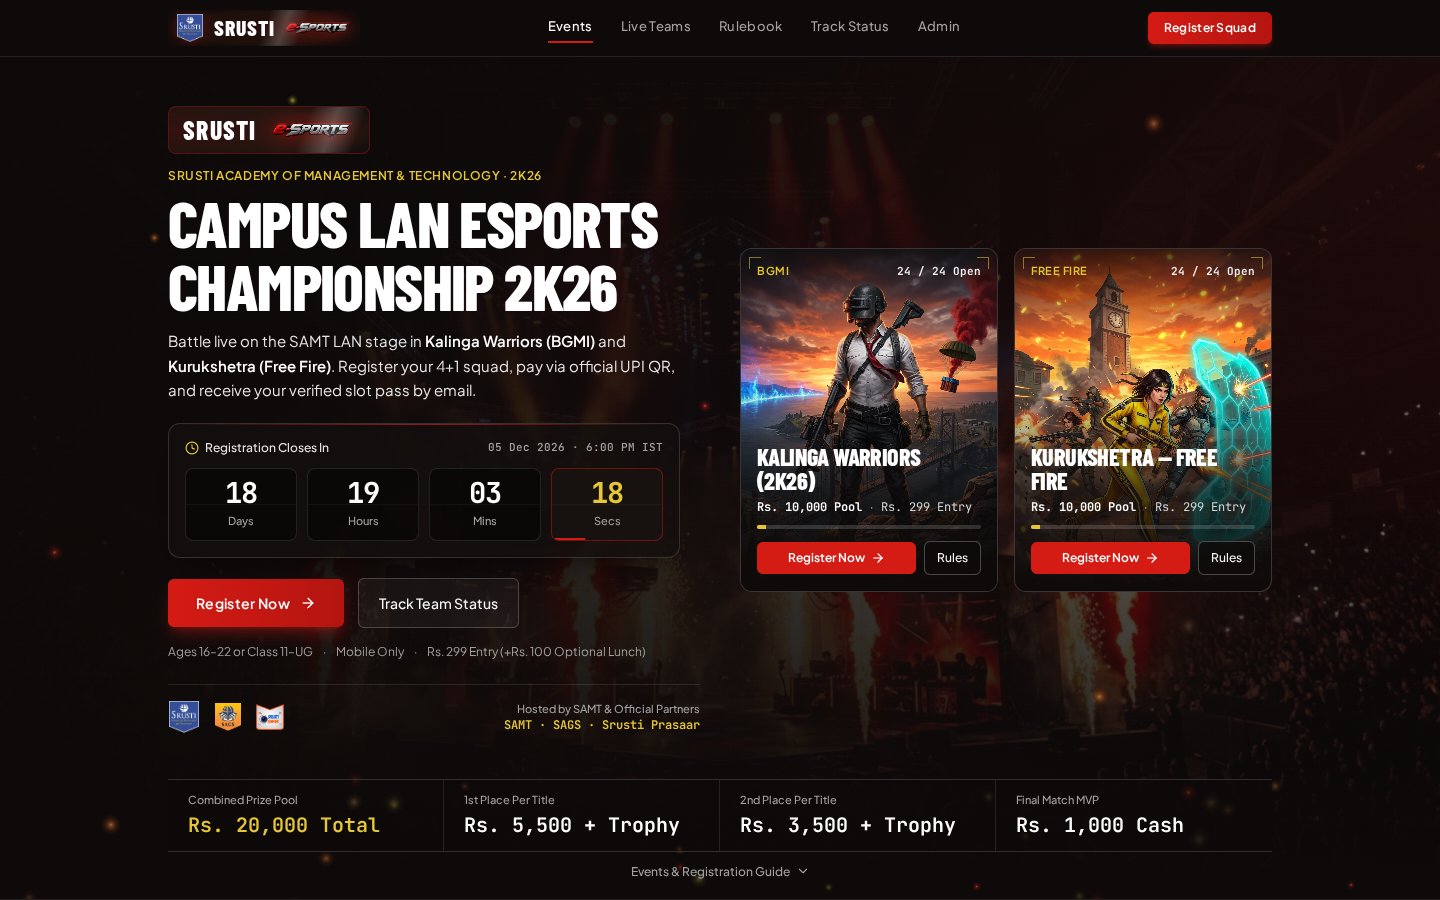 SRUSTI
SRUSTI e-SPORTS
Events
Live Teams
Rulebook
Track Status
Admin
Register Squad
SRUSTI e-SPORTS
SRUSTI ACADEMY OF MANAGEMENT & TECHNOLOGY · 2K26
CAMPUS LAN ESPORTS
CHAMPIONSHIP 2K26
Battle live on the SAMT LAN stage in Kalinga Warriors (BGMI) and
Kurukshetra (Free Fire). Register your 4+1 squad, pay via official UPI QR,
and receive your verified slot pass by email.
Registration Closes In
05 Dec 2026 · 6:00 PM IST
18
19
03
18
Days
Hours
Mins
Secs
Register Now
Track Team Status
Ages 16–22 or Class 11–UG · Mobile Only · Rs. 299 Entry (+Rs. 100 Optional Lunch)
SRUSTI
SAGS
Hosted by SAMT & Official Partners
SAMT · SAGS · Srusti Prasaar
BGMI
24 / 24 Open
KALINGA WARRIORS
(2K26)
Rs. 10,000 Pool · Rs. 299 Entry
Register Now
Rules
FREE FIRE
24 / 24 Open
KURUKSHETRA — FREE
FIRE
Rs. 10,000 Pool · Rs. 299 Entry
Register Now
Rules
Combined Prize Pool
Rs. 20,000 Total
1st Place Per Title
Rs. 5,500 + Trophy
2nd Place Per Title
Rs. 3,500 + Trophy
Final Match MVP
Rs. 1,000 Cash
Events & Registration Guide